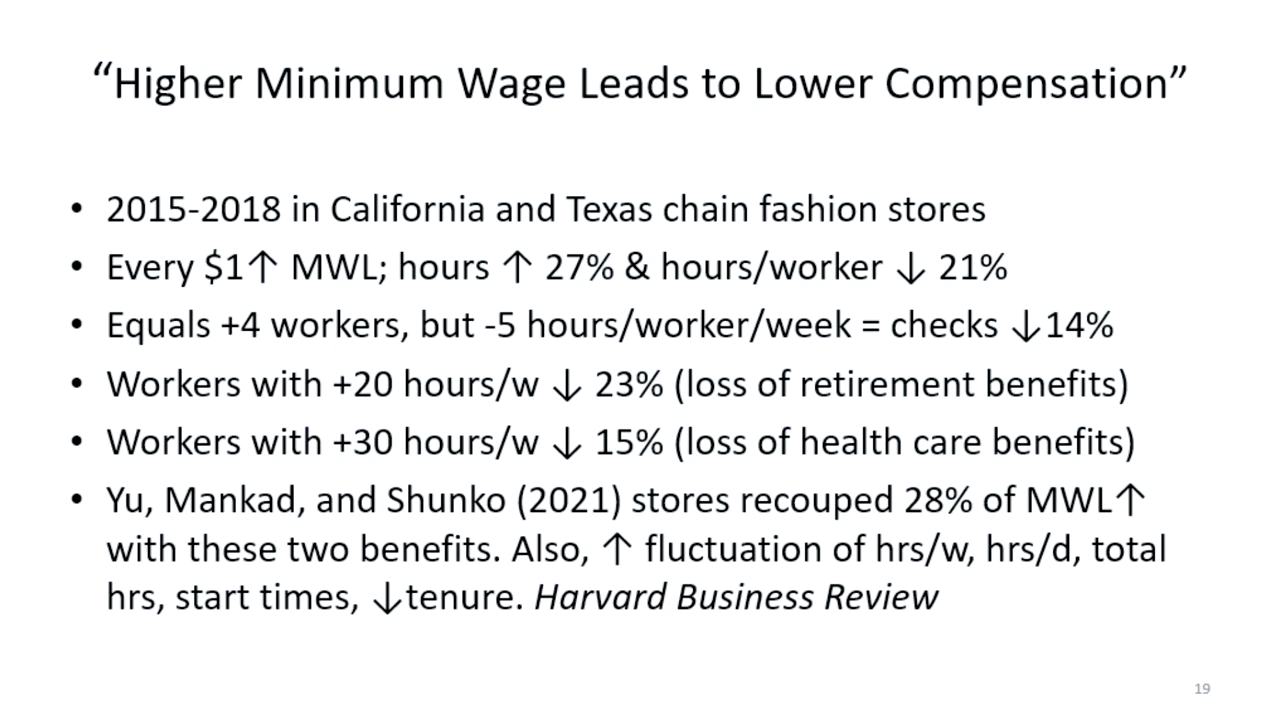 “Higher Minimum Wage Leads to Lower Compensation”
• 2015-2018 in California and Texas chain fashion stores
• Every $1↑ MWL; hours ↑ 27% & hours/worker ↓ 21%
• Equals +4 workers, but -5 hours/worker/week = checks ↓14%
• Workers with +20 hours/w ↓ 23% (loss of retirement benefits)
• Workers with +30 hours/w ↓ 15% (loss of health care benefits)
• Yu, Mankad, and Shunko (2021) stores recouped 28% of MWL↑
with these two benefits. Also, ↑ fluctuation of hrs/w, hrs/d, total
hrs, start times, ↓tenure. Harvard Business Review
19